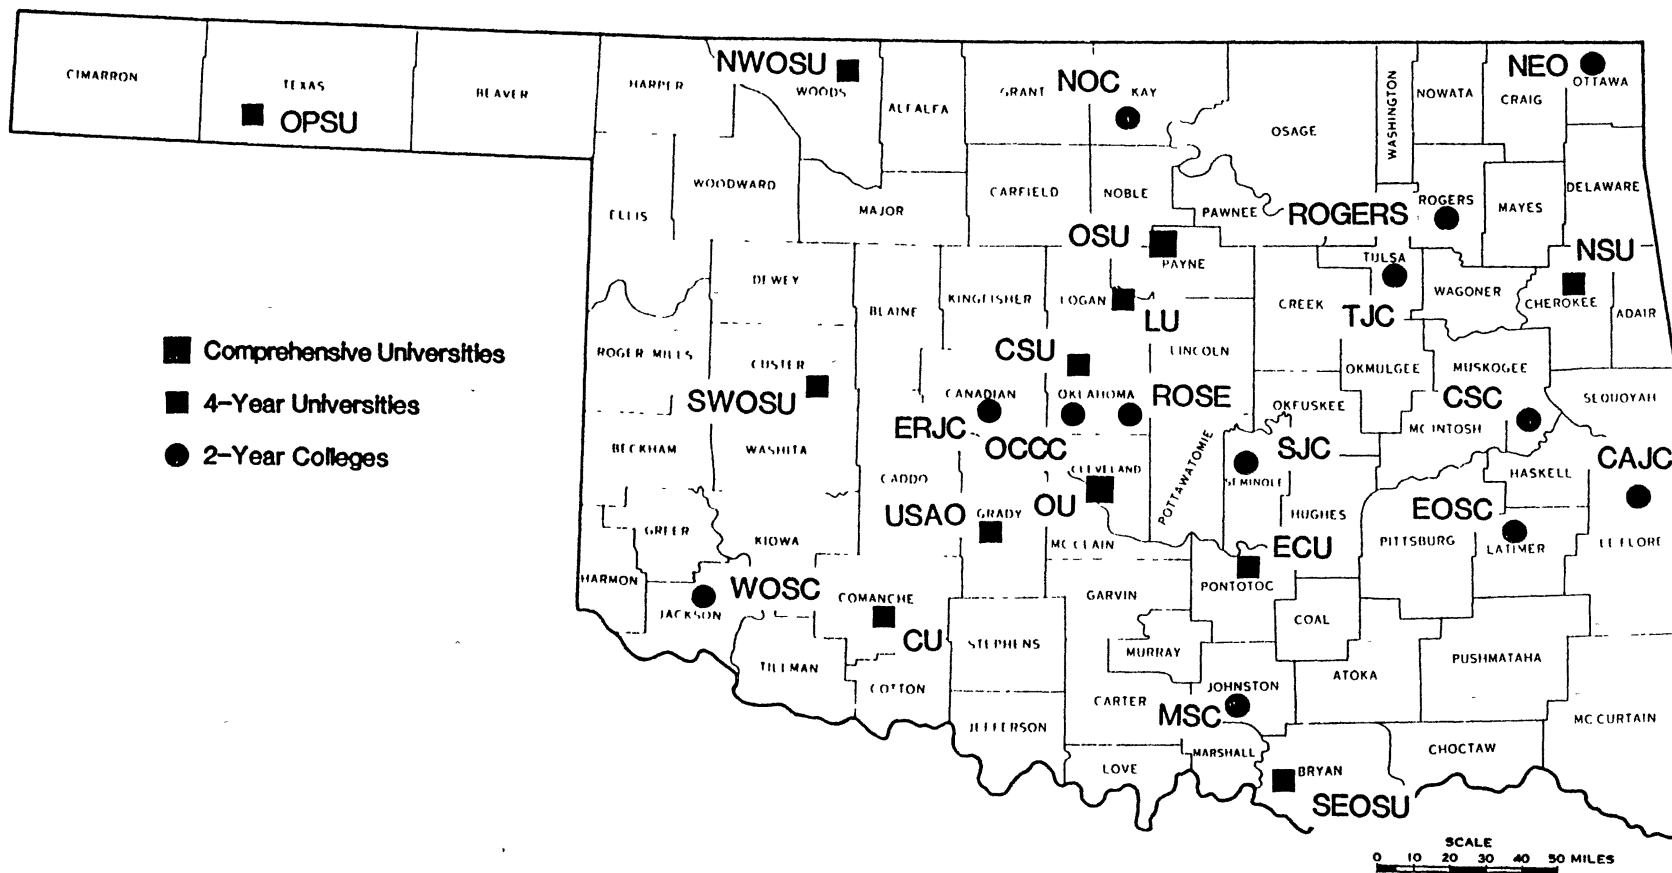 CIMARRON
TEXAS
OPSU
BEAVER
HARPER
NWOSU
WOODS
ALFALFA
GRANT
NOC
KAY
OSAGE
WASHINGTON
NOWATA
NEO
CRAIG
OTTAWA
ELLIS
WOODWARD
MAJOR
CARFIELD
NOBLE
PAWNEE
ROGERS
ROGERS
MAYES
DELAWARE
OSU
PAYNE
TULSA
TJC
WAGONER
NSU
CHEROKEE
ADAIR
DEWEY
BLAINE
KINGFISHER
LOGAN
LU
CREEK
LINCOLN
Comprehensive Universities
4-Year Universities
2-Year Colleges
ROGER MILLS
CUSTER
SWOSU
CSU
CANADIAN
OKLAHOMA
ROSE
OKMULGEE
MUSKOGEE
CSC
SEQUOYAH
ERJC
OCCC
OKFUSKEE
MC INTOSH
BECKHAM
WASHITA
CADDO
CLEVELAND
POTTAWATOMIE
SJC
SEMINOLE
HASKELL
CAJC
USAO
GRADY
OU
HUGHES
EOSC
GREER
KIOWA
MC CLAIN
ECU
PITTSBURG
LATIMER
LE FLORE
HARMON
JACKSON
WOSC
COMANCHE
CU
GARVIN
PONTOTOC
COAL
TILLMAN
STEPHENS
MURRAY
PUSHMATAHA
COTTON
CARTER
JOHNSTON
ATOKA
MSC
JEFFERSON
MC CURTAIN
LOVE
MARSHALL
CHOCTAW
BRYAN
SEOSU
SCALE
0 10 20 30 40 50 MILES